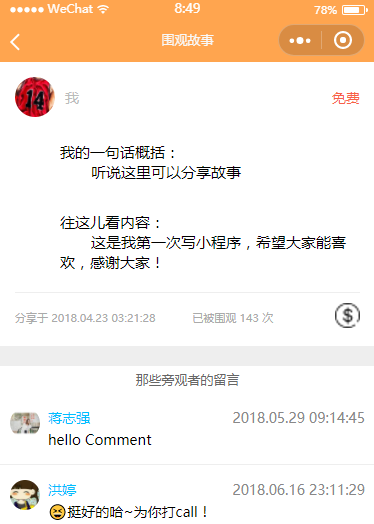 ●●●●● WeChat 8:49 78%
围观故事
14
我 免费
我的一句话概括：
听说这里可以分享故事
往这儿看内容：
这是我第一次写小程序，希望大家能喜
欢，感谢大家！
分享于 2018.04.23 03:21:28 已被围观 143 次
$
那些旁观者的留言
蒋志强 2018.05.29 09:14:45
hello Comment
洪婷 2018.06.16 23:11:29
😆挺好的哈~为你打call！